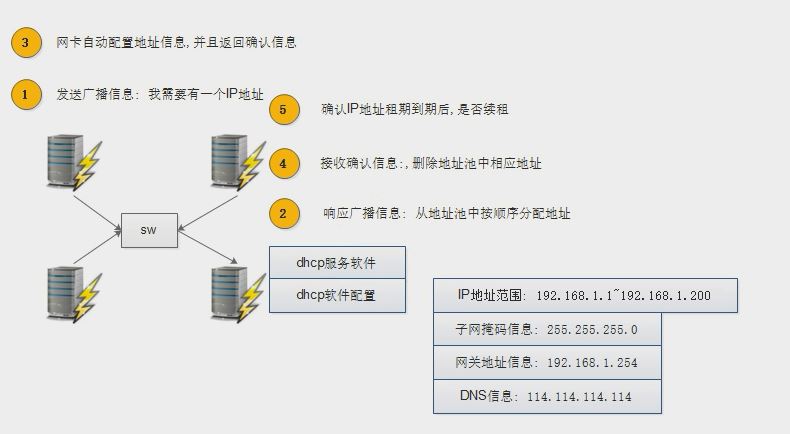 3 网卡自动配置地址信息,并且返回确认信息
1 发送广播信息: 我需要有一个IP地址
5 确认IP地址租期到期后,是否续租
4 接收确认信息:,删除地址池中相应地址
2 响应广播信息: 从地址池中按顺序分配地址
sw
dhcp服务软件
dhcp软件配置
IP地址范围: 192.168.1.1~192.168.1.200
子网掩码信息: 255.255.255.0
网关地址信息: 192.168.1.254
DNS信息: 114.114.114.114